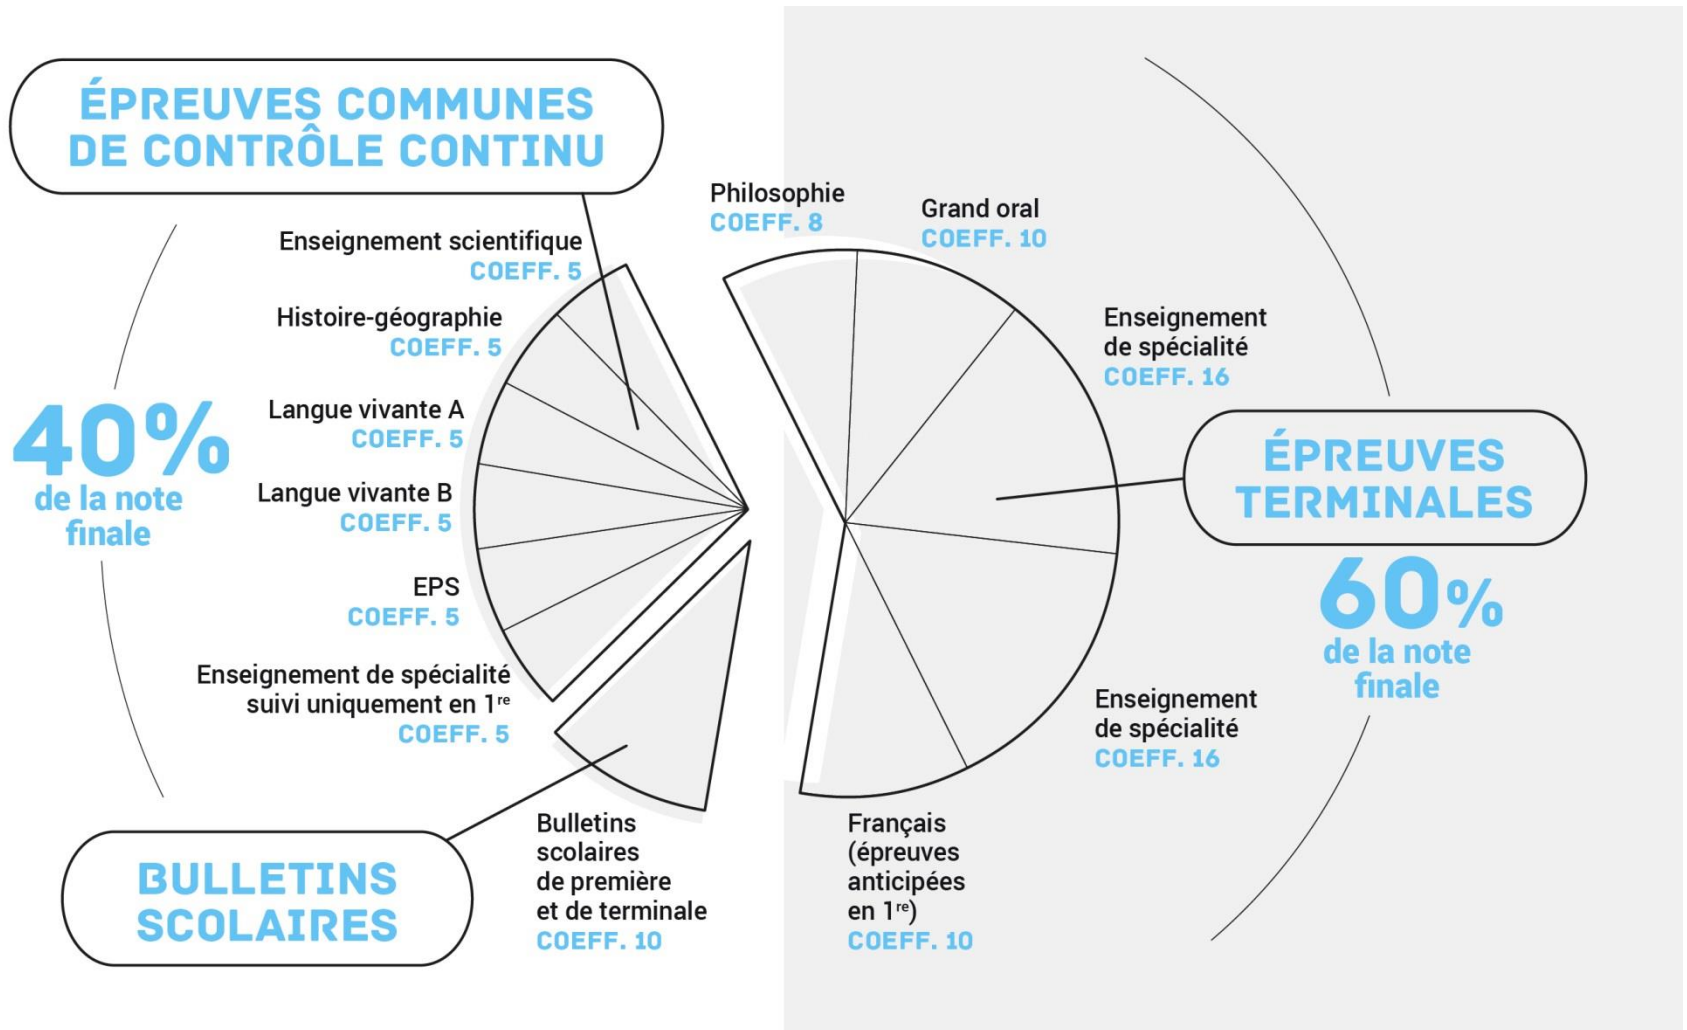 ÉPREUVES COMMUNES
DE CONTRÔLE CONTINU
Enseignement scientifique
COEFF. 5
Histoire-géographie
COEFF. 5
Langue vivante A
COEFF. 5
Langue vivante B
COEFF. 5
EPS
COEFF. 5
Enseignement de spécialité
suivi uniquement en 1re
COEFF. 5
40%
de la note
finale
BULLETINS
SCOLAIRES
Bulletins
scolaires
de première
et de terminale
COEFF. 10
Philosophie
COEFF. 8
Grand oral
COEFF. 10
Enseignement
de spécialité
COEFF. 16
ÉPREUVES
TERMINALES
60%
de la note
finale
Enseignement
de spécialité
COEFF. 16
Français
(épreuves
anticipées
en 1re)
COEFF. 10